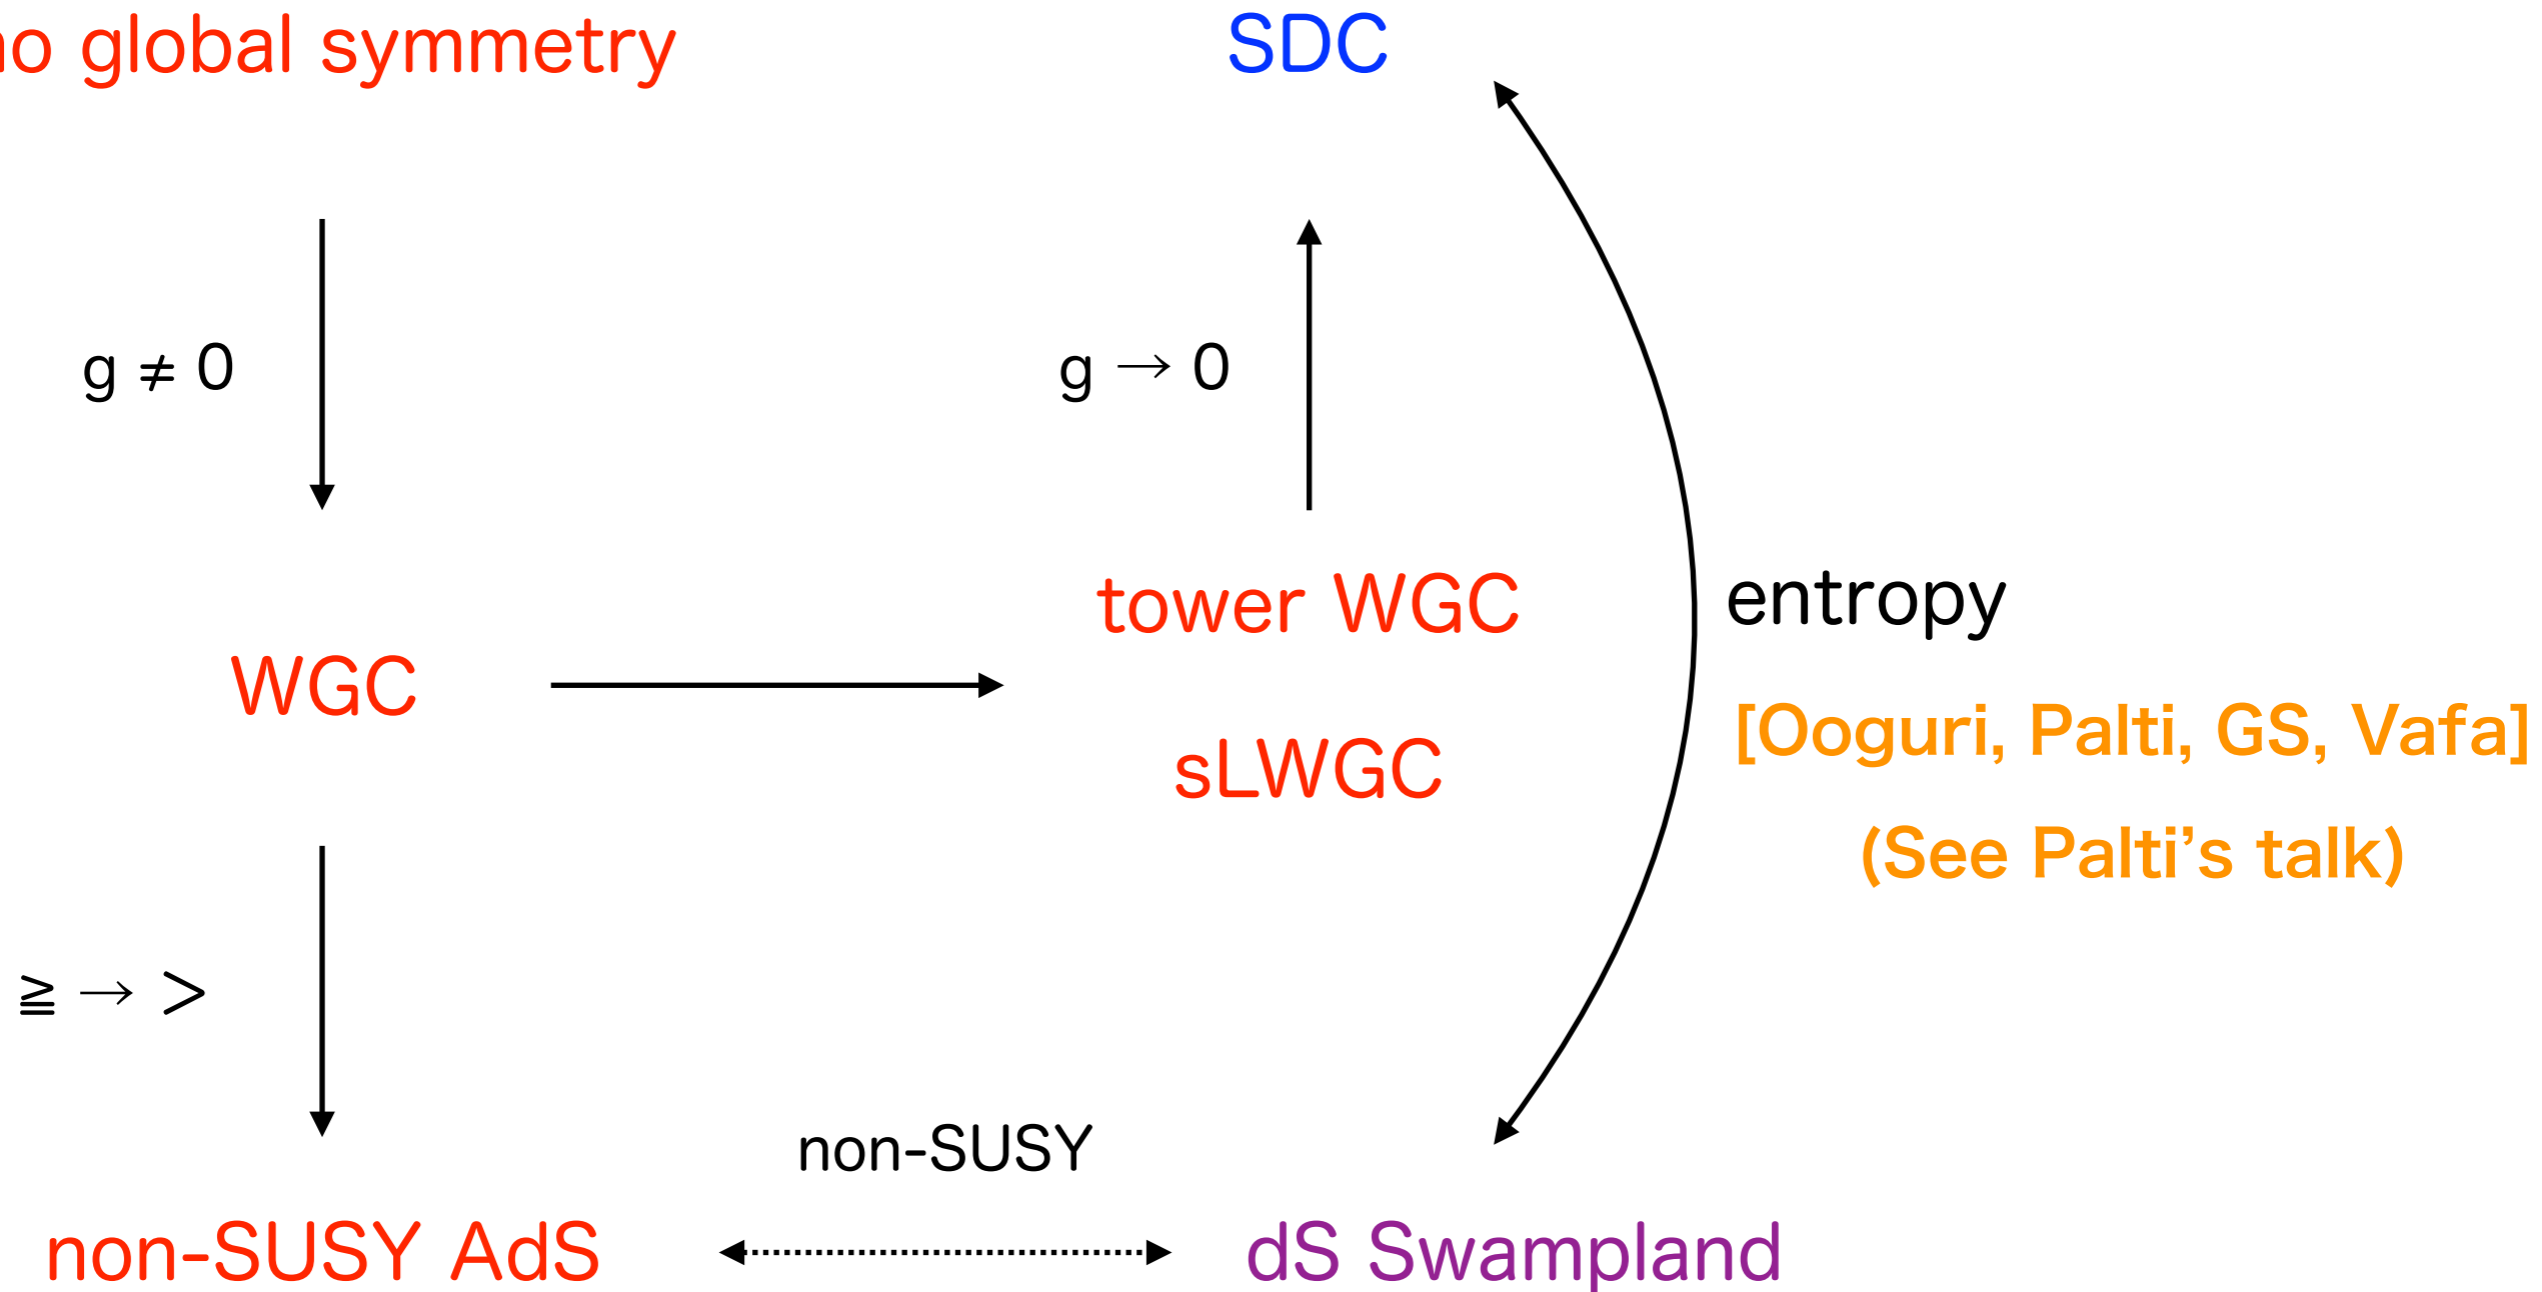 no global symmetry
SDC
g ≠ 0
g → 0
tower WGC
entropy
WGC
sLWGC
[Ooguri, Palti, GS, Vafa]
(See Palti’s talk)
≧ → >
non-SUSY
non-SUSY AdS
dS Swampland